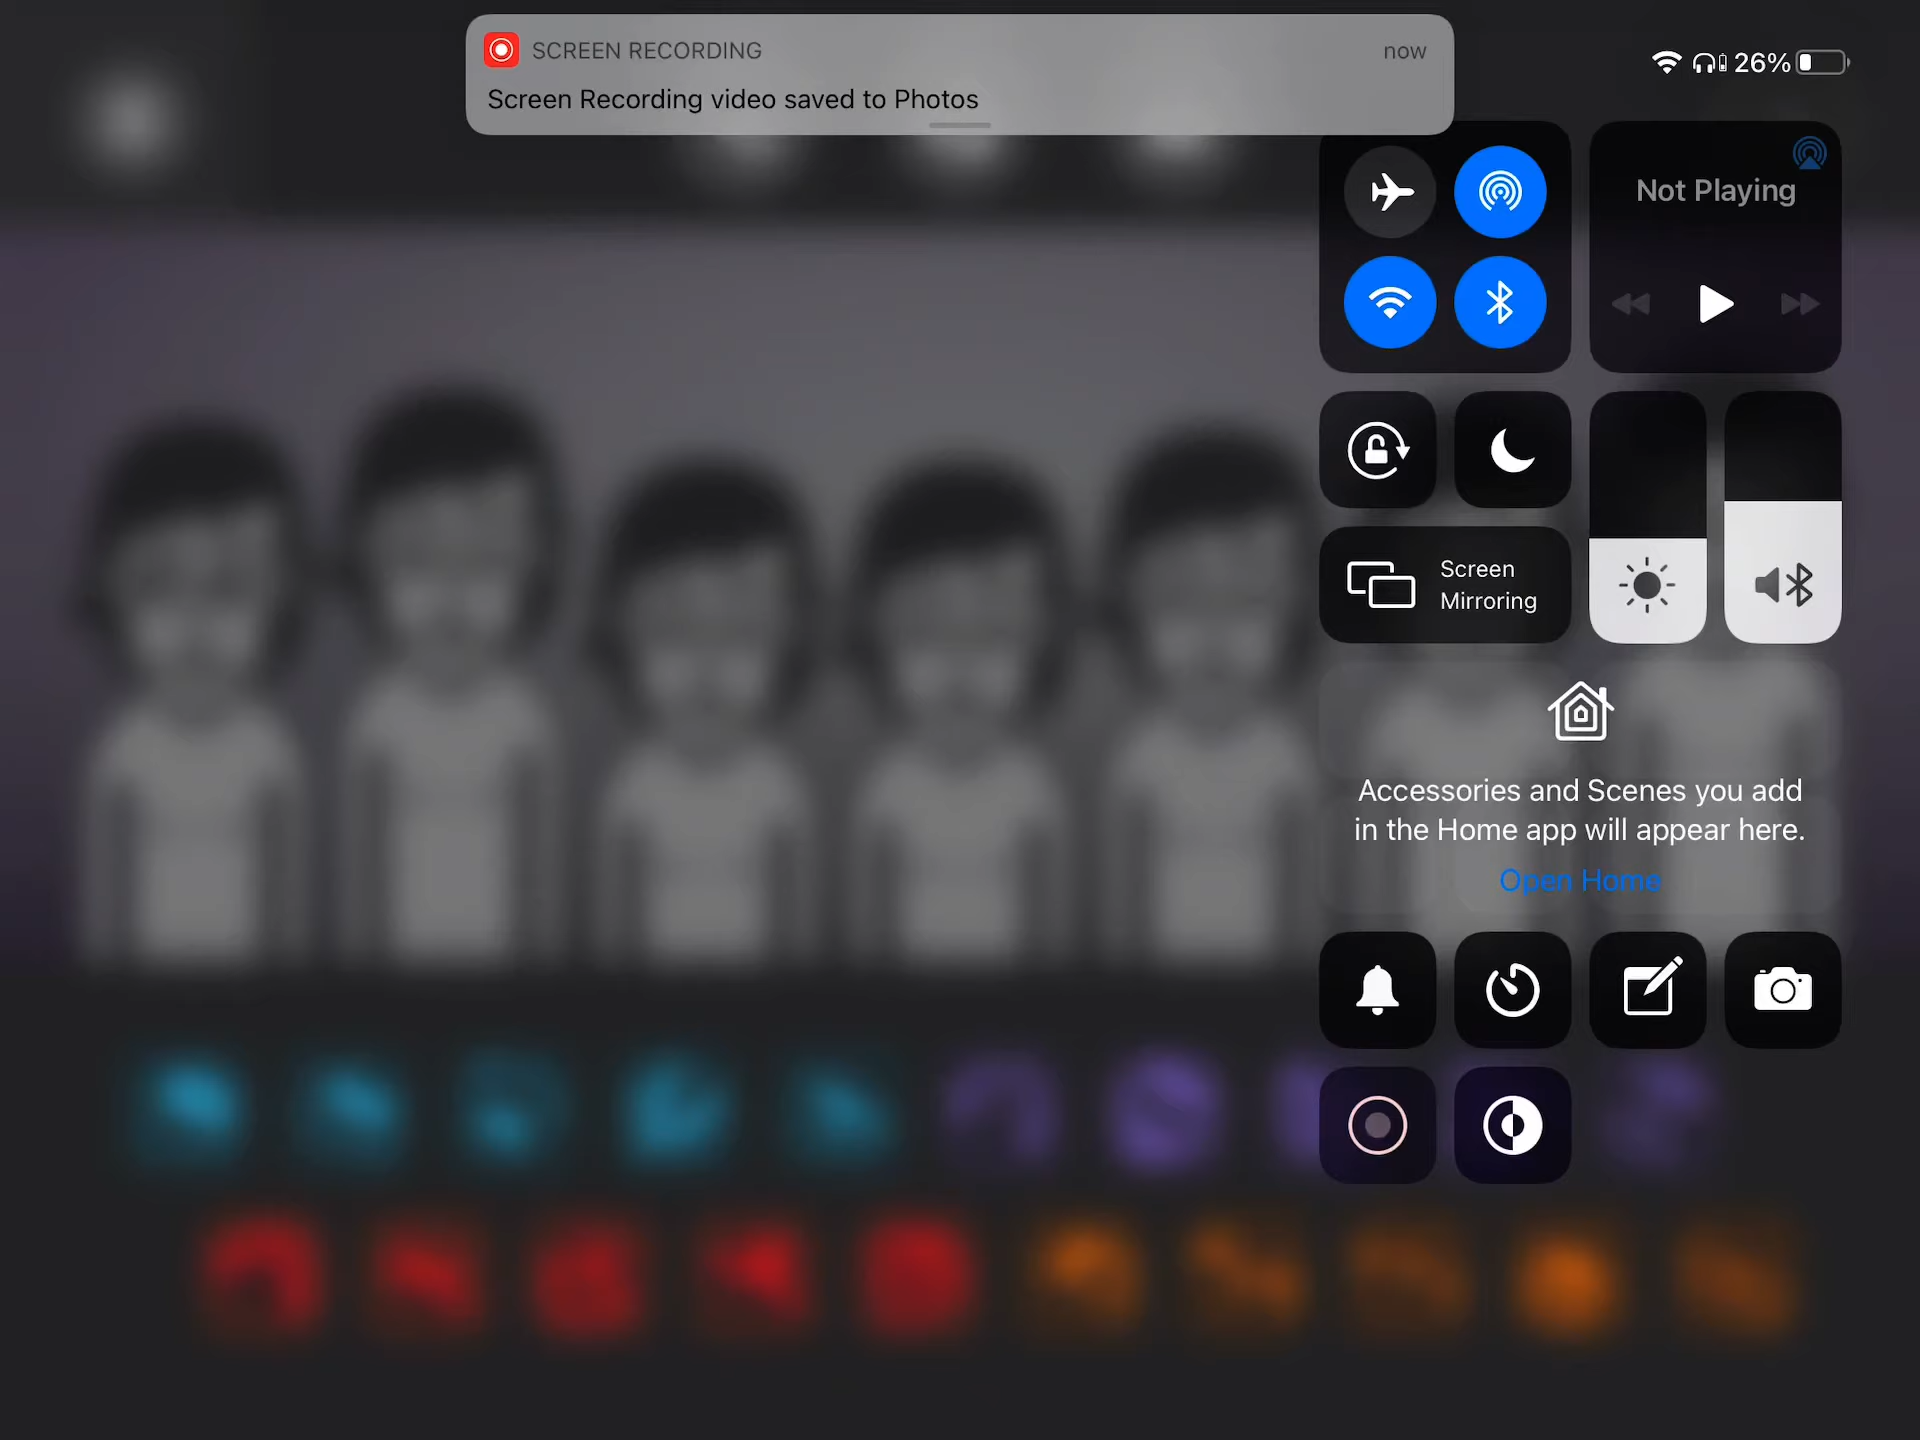 SCREEN RECORDING
now
Screen Recording video saved to Photos
26%
Not Playing
Screen
Mirroring
Accessories and Scenes you add
in the Home app will appear here.
Open Home